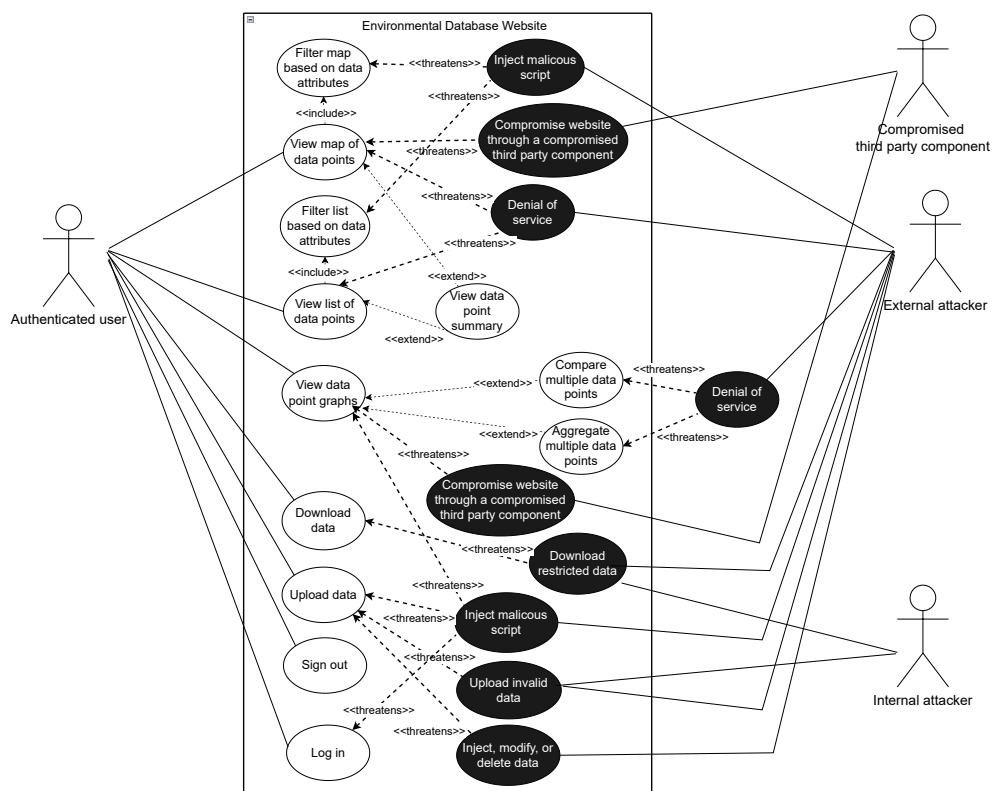 Environmental Database Website
Filter map
based on data
attributes
<<threatens>>
Inject malicous
script
<<threatens>>
<<include>>
Compromise website
through a compromised
third party component
Compromised
third party component
View map of
data points
<<threatens>>
<<threatens>>
Denial of
service
Filter list
based on data
attributes
<<threatens>>
<<include>>
<<extend>>
View list of
data points
View data
point
summary
<<extend>>
Authenticated user
External attacker
Compare
multiple data
points
<<threatens>>
View data
point graphs
<<extend>>
Denial of
service
<<extend>>
Aggregate
multiple data
points
<<threatens>>
<<threatens>>
Compromise website
through a compromised
third party component
Download
data
<<threatens>>
Download
restricted data
<<threatens>>
Upload data
<<threatens>>
Inject malicous
script
<<threatens>>
Sign out
Upload invalid
data
Internal attacker
<<threatens>>
<<threatens>>
Log in
Inject, modify, or
delete data